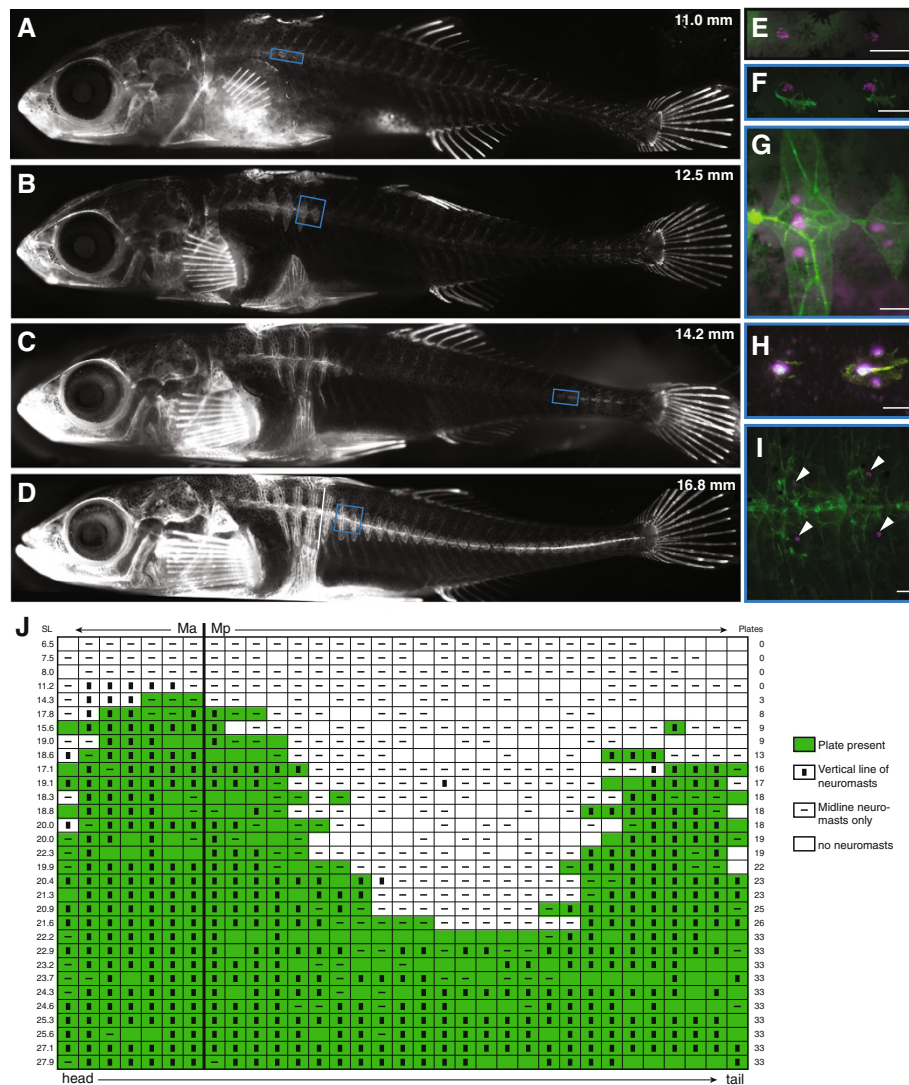 A
11.0 mm
B
12.5 mm
C
14.2 mm
D
16.8 mm
E
F
G
H
I
J
SL
Ma
Mp
Plates
6.5 0
7.5 0
8.0 0
11.2 0
14.3 3
17.8 8
15.6 9
19.0 9
18.6 13
17.1 16
19.1 17
18.3 18
18.8 18
20.0 18
20.0 19
22.3 19
19.9 22
20.4 23
21.3 23
20.9 25
21.6 26
22.2 33
22.9 33
23.2 33
23.7 33
24.3 33
24.6 33
25.3 33
25.6 33
27.1 33
27.9 33
head
tail
Plate present
Vertical line of
neuromasts
Midline neuro-
masts only
no neuromasts